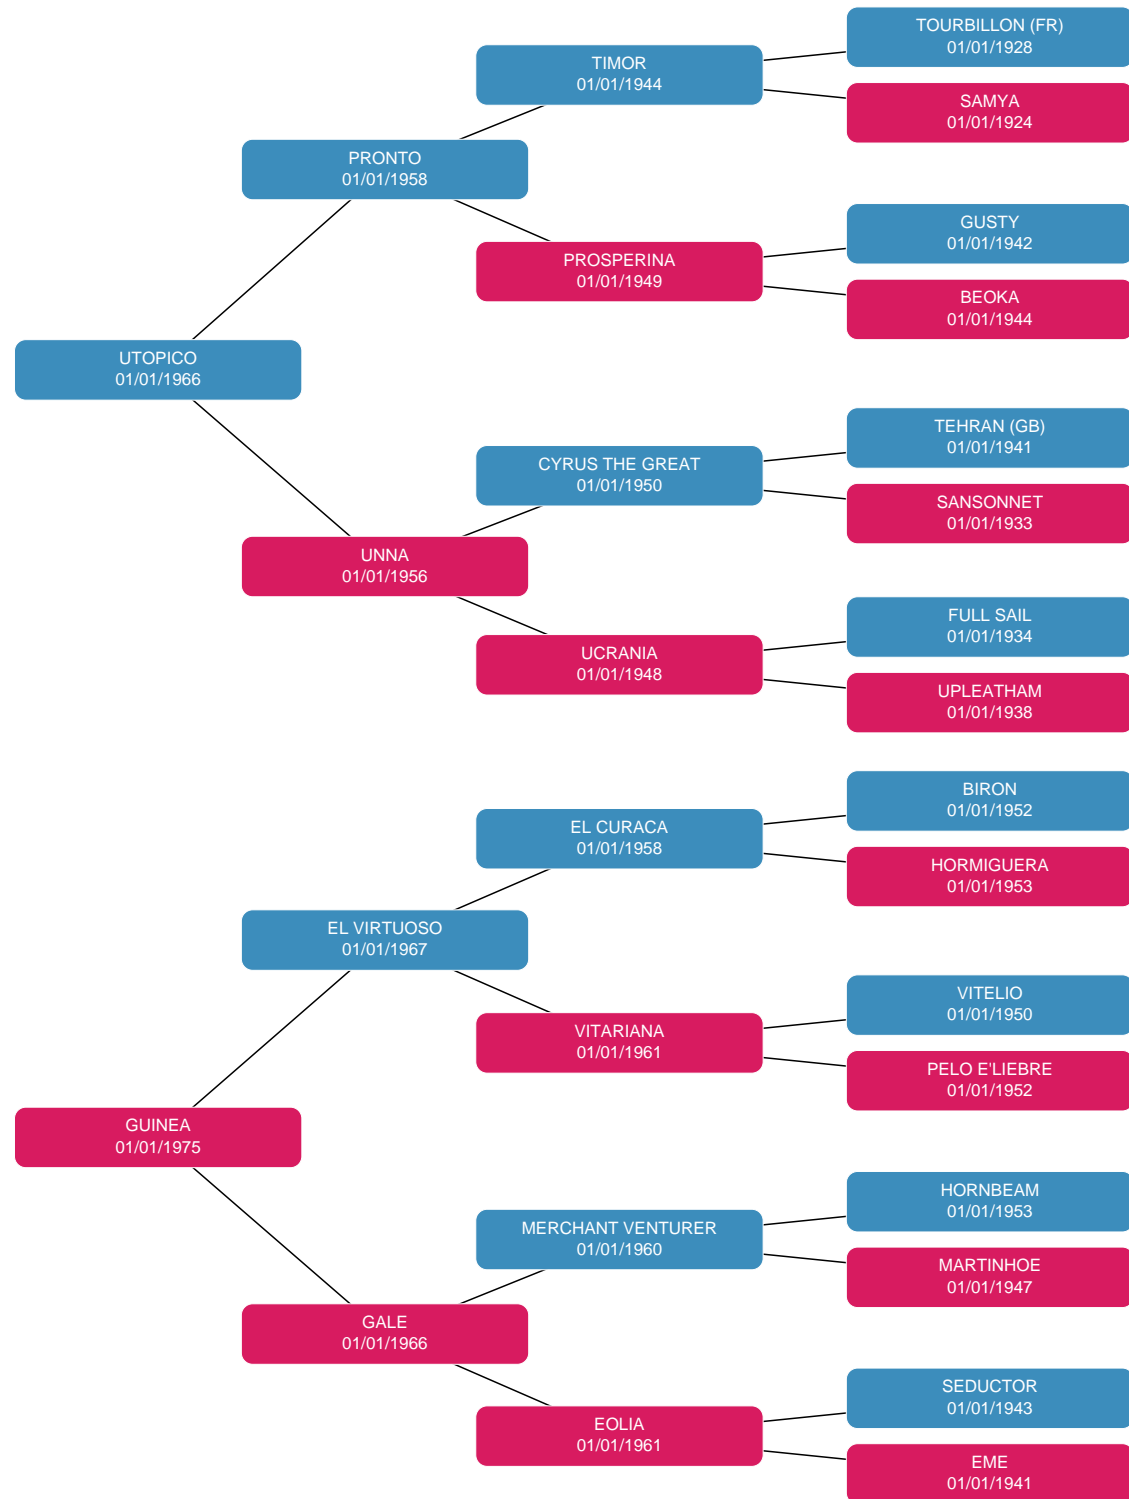 TOURBILLON (FR)
01/01/1928
TIMOR
01/01/1944
SAMYA
01/01/1924
PRONTO
01/01/1958
GUSTY
01/01/1942
PROSPERINA
01/01/1949
BEOKA
01/01/1944
UTOPICO
01/01/1966
TEHRAN (GB)
01/01/1941
CYRUS THE GREAT
01/01/1950
SANSONNET
01/01/1933
UNNA
01/01/1956
FULL SAIL
01/01/1934
UCRANIA
01/01/1948
UPLEATHAM
01/01/1938
BIRON
01/01/1952
EL CURACA
01/01/1958
HORMIGUERA
01/01/1953
EL VIRTUOSO
01/01/1967
VITELIO
01/01/1950
VITARIANA
01/01/1961
PELO E'LIEBRE
01/01/1952
GUINEA
01/01/1975
HORNBEAM
01/01/1953
MERCHANT VENTURER
01/01/1960
MARTINHOE
01/01/1947
GALE
01/01/1966
SEDUCTOR
01/01/1943
EOLIA
01/01/1961
EME
01/01/1941